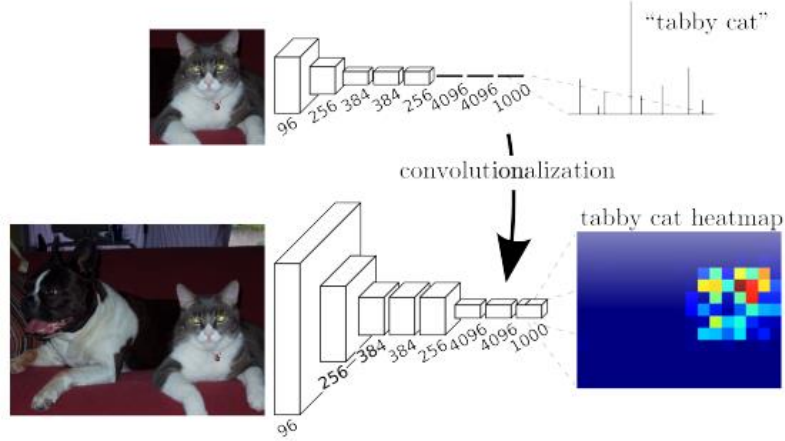 “tabby cat”
96 256 384 384 256 4096 4096 1000
convolutionalization
tabby cat heatmap
96 256 384 384 256 4096 4096 1000